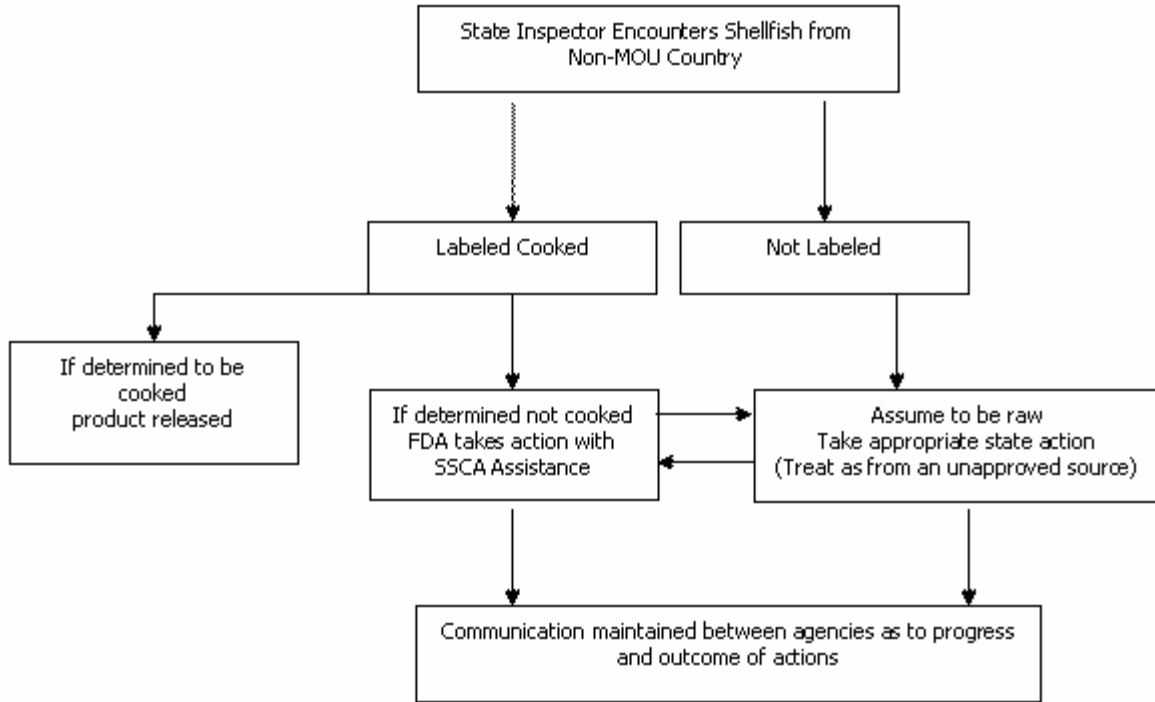 State Inspector Encounters Shellfish from
Non-MOU Country
Labeled Cooked
Not Labeled
If determined to be
cooked
product released
If determined not cooked
FDA takes action with
SSCA Assistance
Assume to be raw
Take appropriate state action
(Treat as from an unapproved source)
Communication maintained between agencies as to progress
and outcome of actions